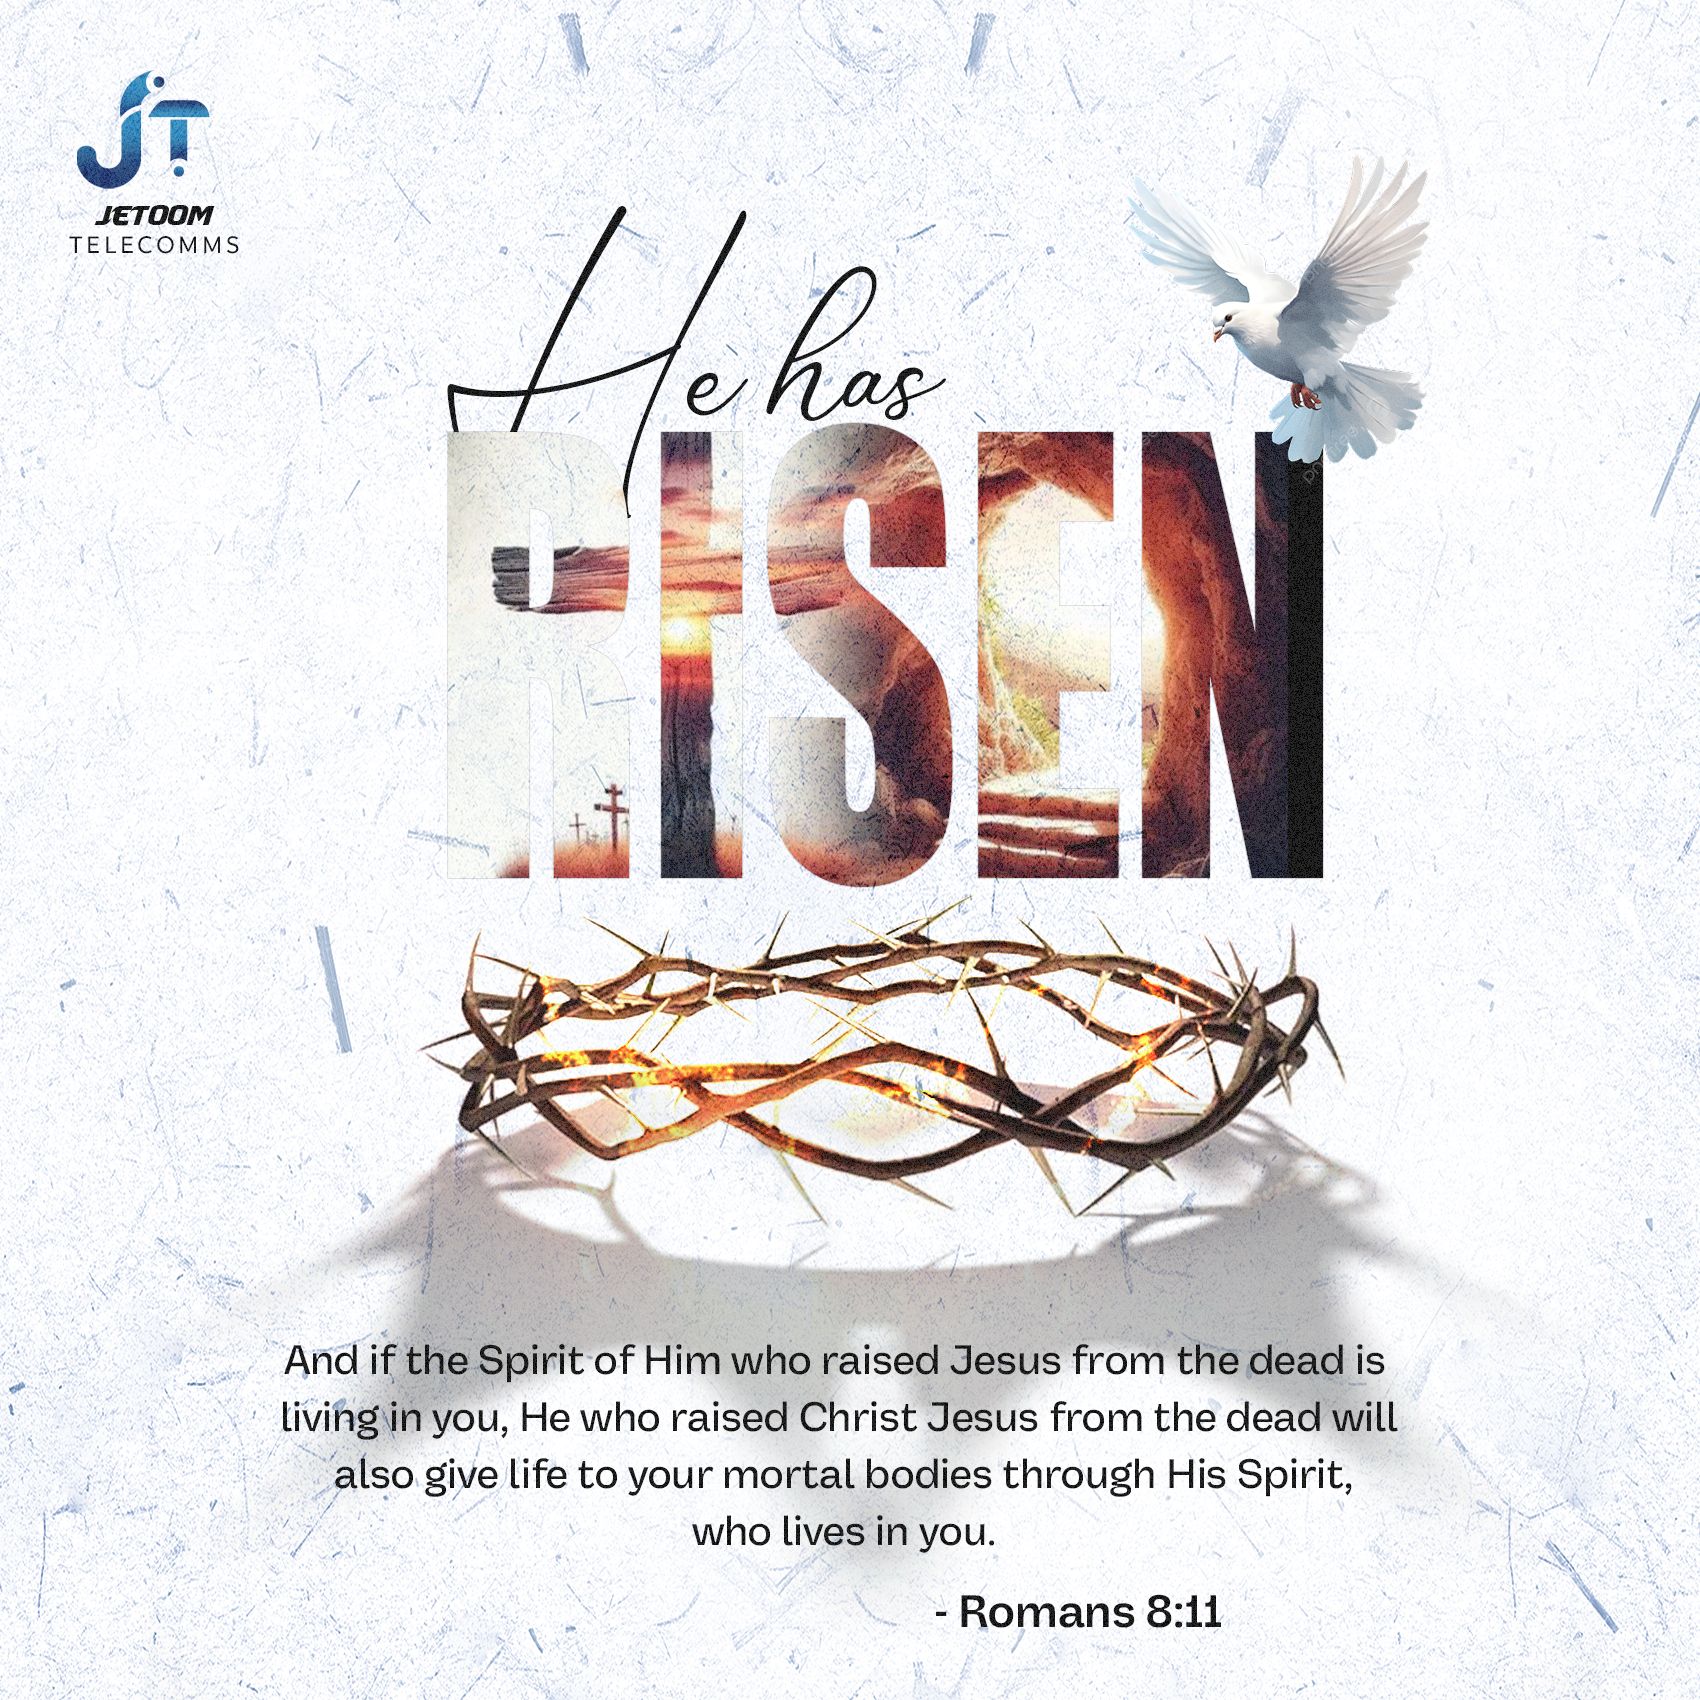 JT
JETOOM
TELECOMMS
He has
RISEN
And if the Spirit of Him who raised Jesus from the dead is
living in you, He who raised Christ Jesus from the dead will
also give life to your mortal bodies through His Spirit,
who lives in you.
- Romans 8:11